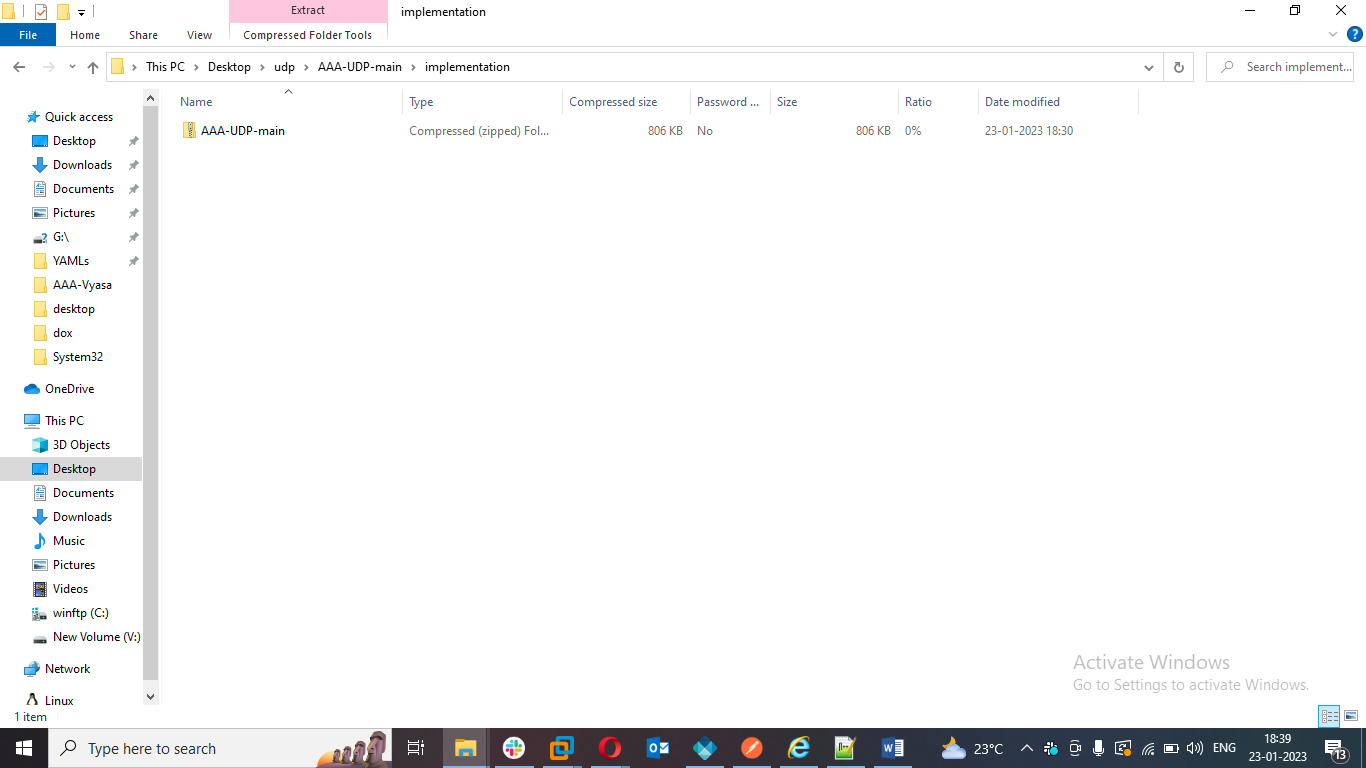 Extract
implementation
File
Home
Share
View
Compressed Folder Tools
This PC
Desktop
udp
AAA-UDP-main
implementation
Search implement...
Name
Type
Compressed size
Password ...
Size
Ratio
Date modified
AAA-UDP-main
Compressed (zipped) Fol...
806 KB
No
806 KB
0%
23-01-2023 18:30
Quick access
Desktop
Downloads
Documents
Pictures
G:\
YAMLs
AAA-Vyasa
desktop
dox
System32
OneDrive
This PC
3D Objects
Desktop
Documents
Downloads
Music
Pictures
Videos
winftp (C:)
New Volume (V:)
Network
Linux
Activate Windows
Go to Settings to activate Windows.
1 item
Type here to search
23°C
ENG
18:39
23-01-2023
13